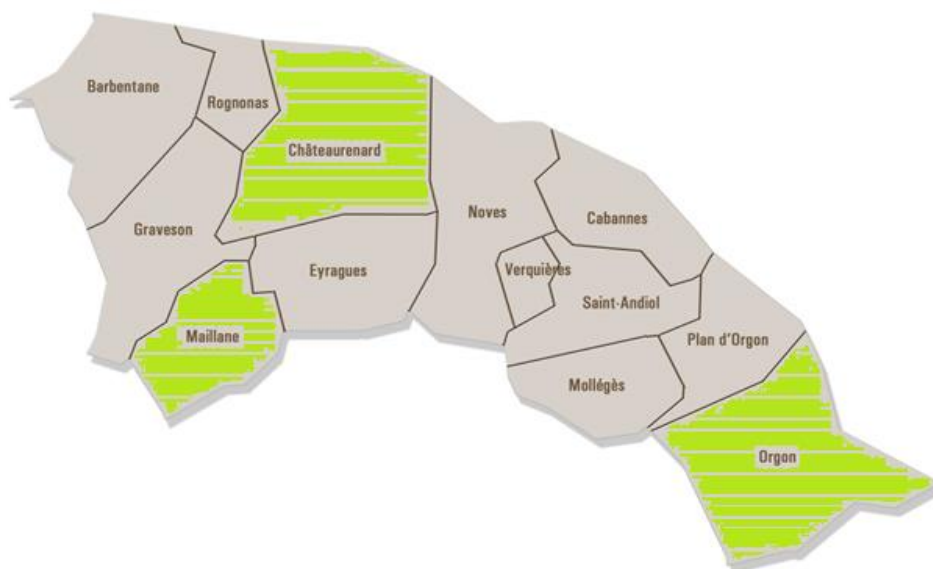 Barbentane
Rognonas
Châteaurenard
Noves
Cabannes
Graveson
Eyragues
Verquières
Saint-Andiol
Maillane
Plan d'Orgon
Mollégès
Orgon